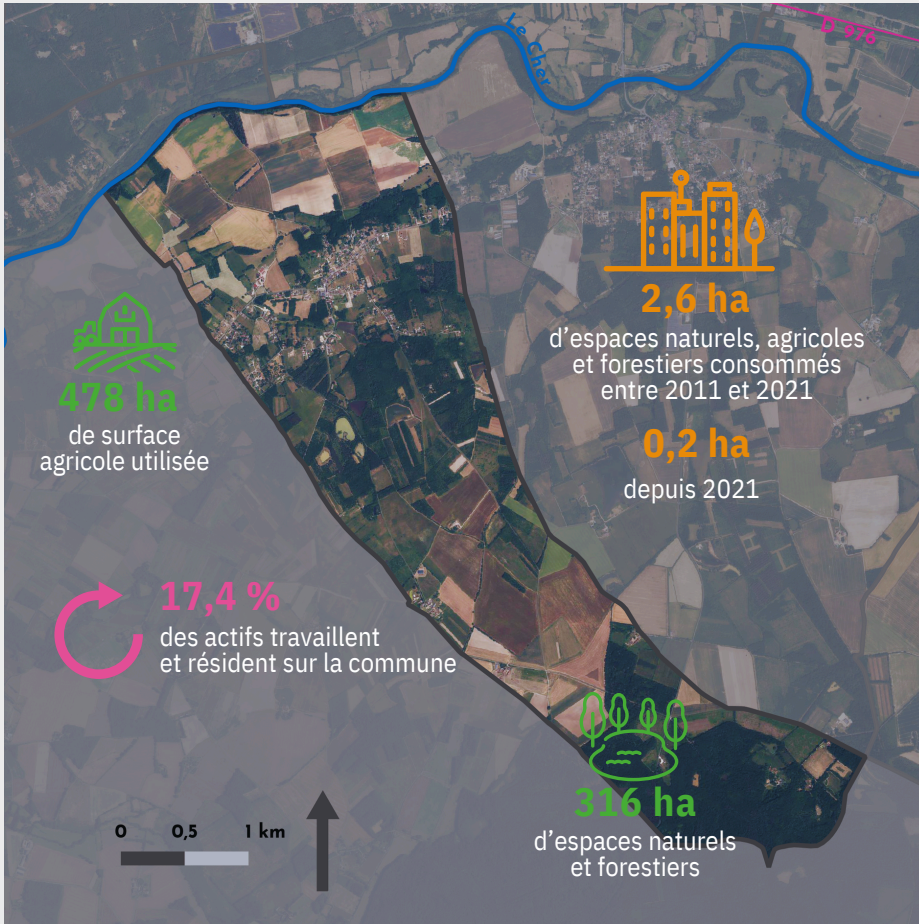 D 976
Le Cher
2,6 ha
d'espaces naturels, agricoles
et forestiers consommés
entre 2011 et 2021
0,2 ha
depuis 2021
478 ha
de surface
agricole utilisée
17,4 %
des actifs travaillent
et résident sur la commune
316 ha
d'espaces naturels
et forestiers
0 0,5 1 km